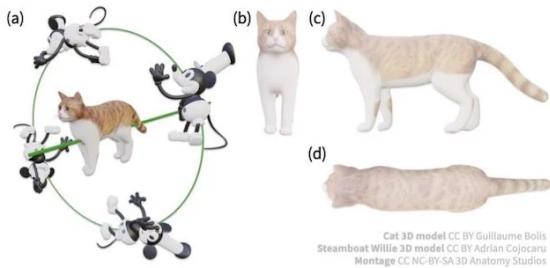 (a)
(b)
(c)
(d)
Cat 3D model CC BY Guillaume Bolis
Steamboat Willie 3D model CC BY Adrian Cojocaru
Montage CC NC-BY-SA 3D Anatomy Studios